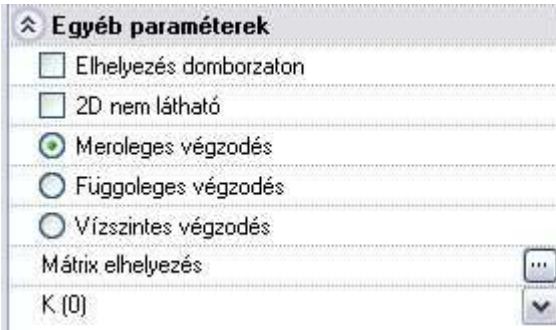 Egyéb paraméterek
Elhelyezés domborzaton
2D nem látható
Meroleges végzodés
Függoleges végzodés
Vízszintes végzodés
Mátrix elhelyezés ...
K (0)